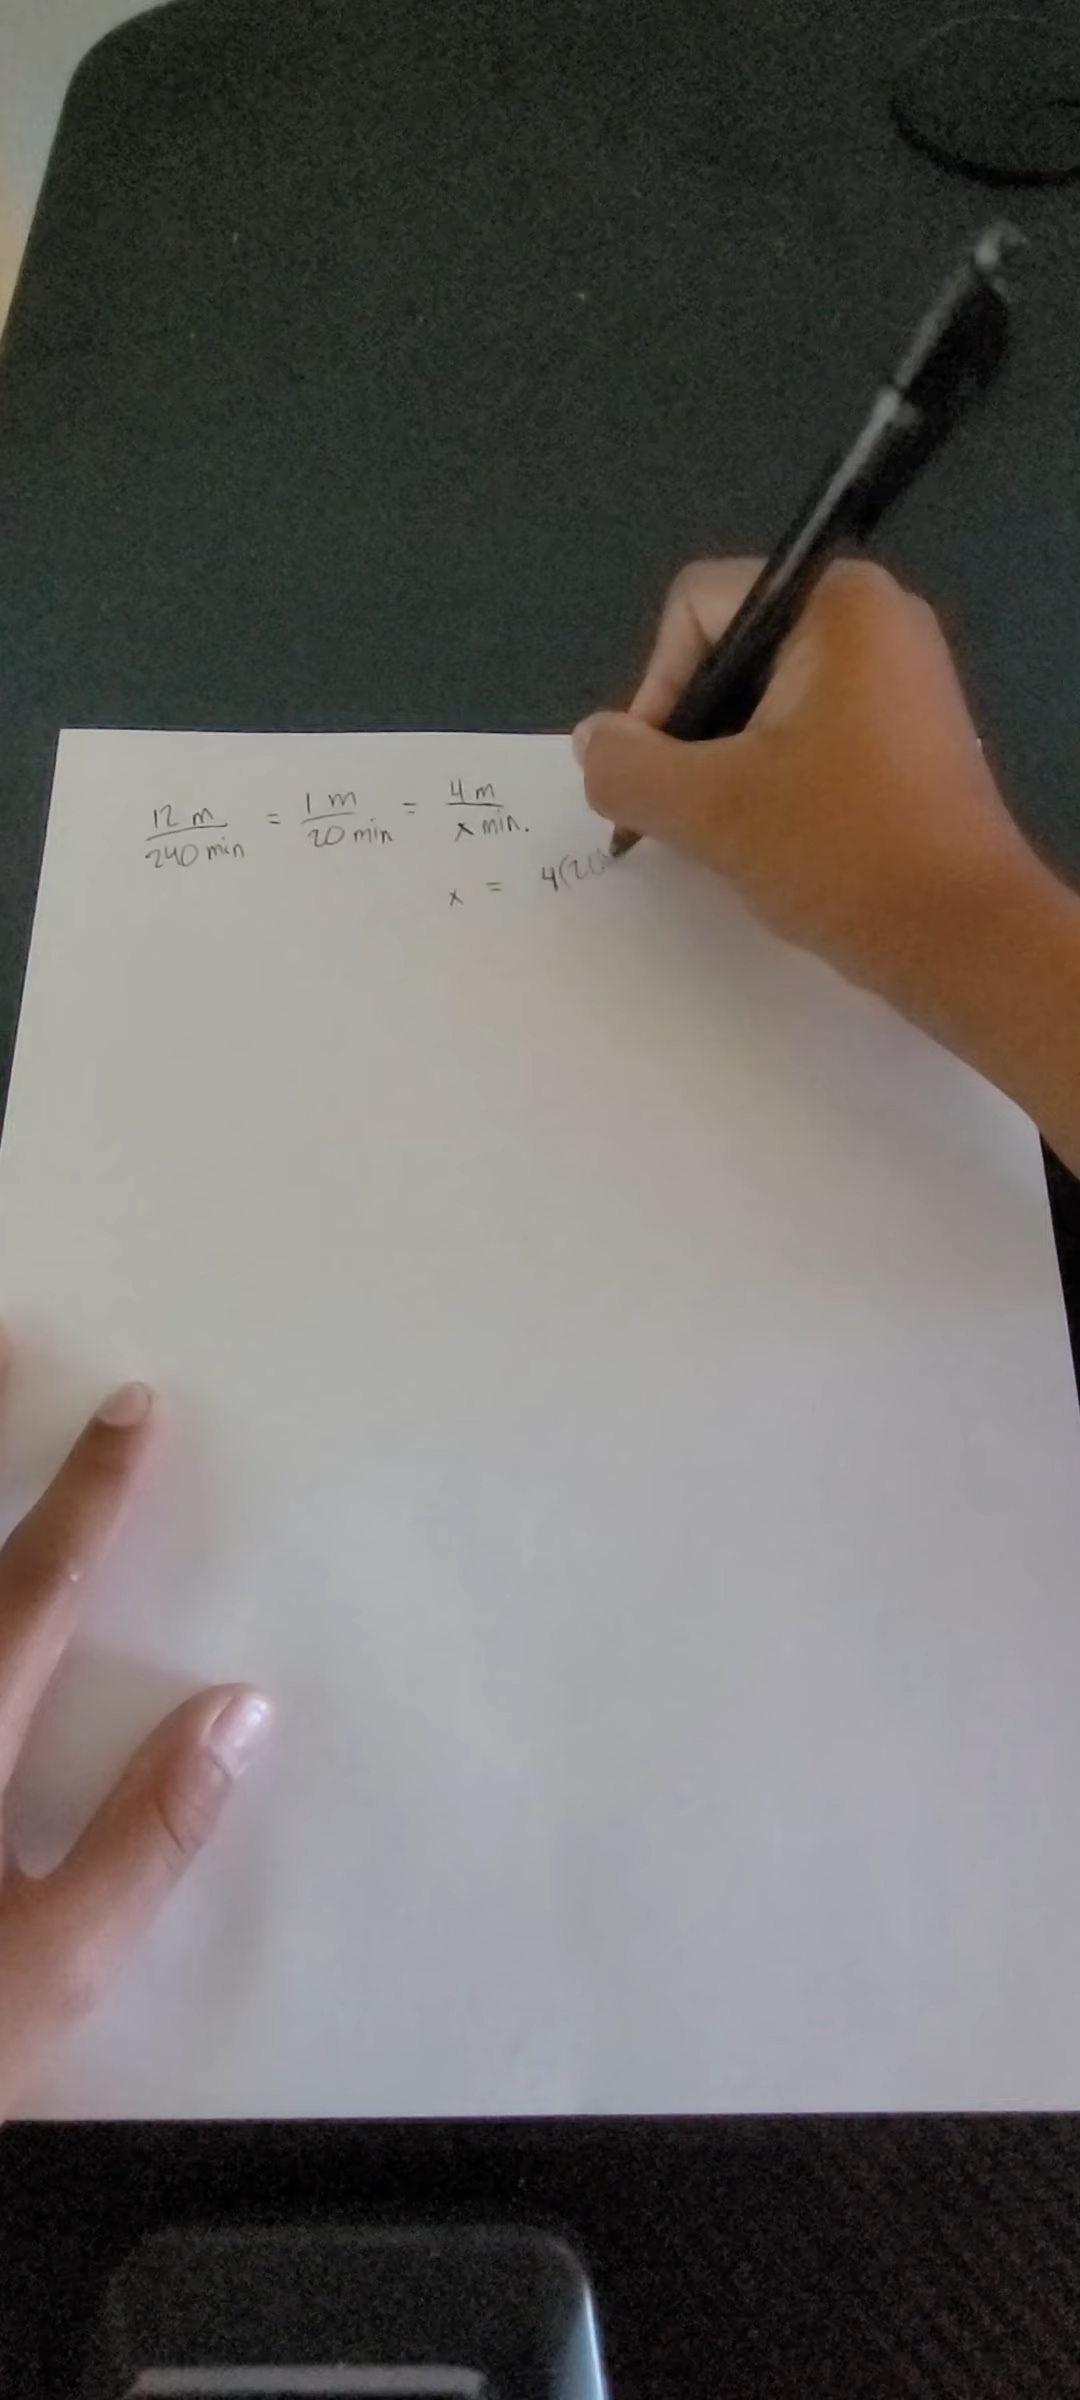 12 m / 240 min = 1 m / 20 min = 4 m / x min.
x = 4(20)